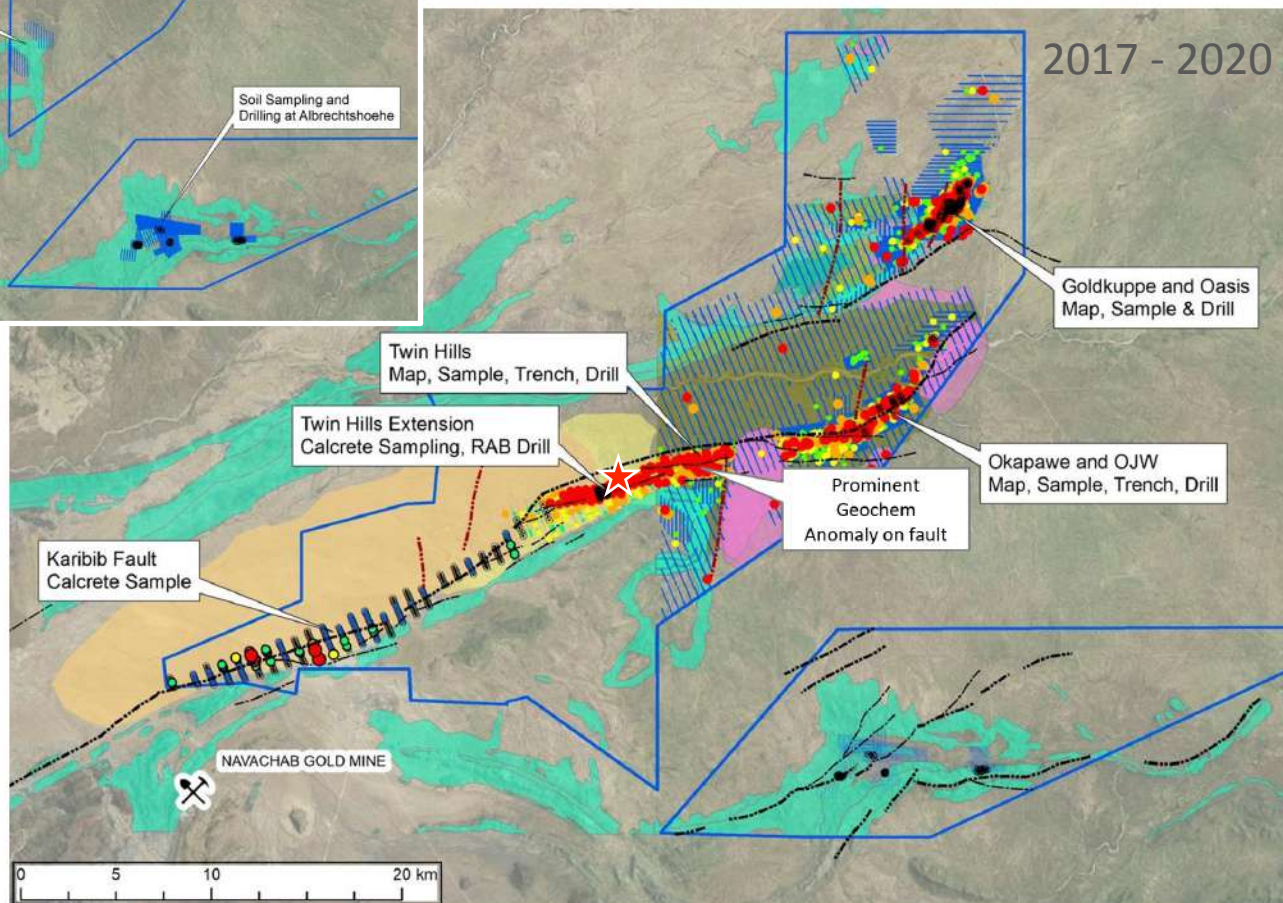 2017 - 2020
Soil Sampling and
Drilling at Albrechtshoehe
Goldkuppe and Oasis
Map, Sample & Drill
Twin Hills
Map, Sample, Trench, Drill
Twin Hills Extension
Calcrete Sampling, RAB Drill
Okapawe and OJW
Map, Sample, Trench, Drill
Prominent
Geochem
Anomaly on fault
Karibib Fault
Calcrete Sample
NAVACHAB GOLD MINE
0 5 10 20 km